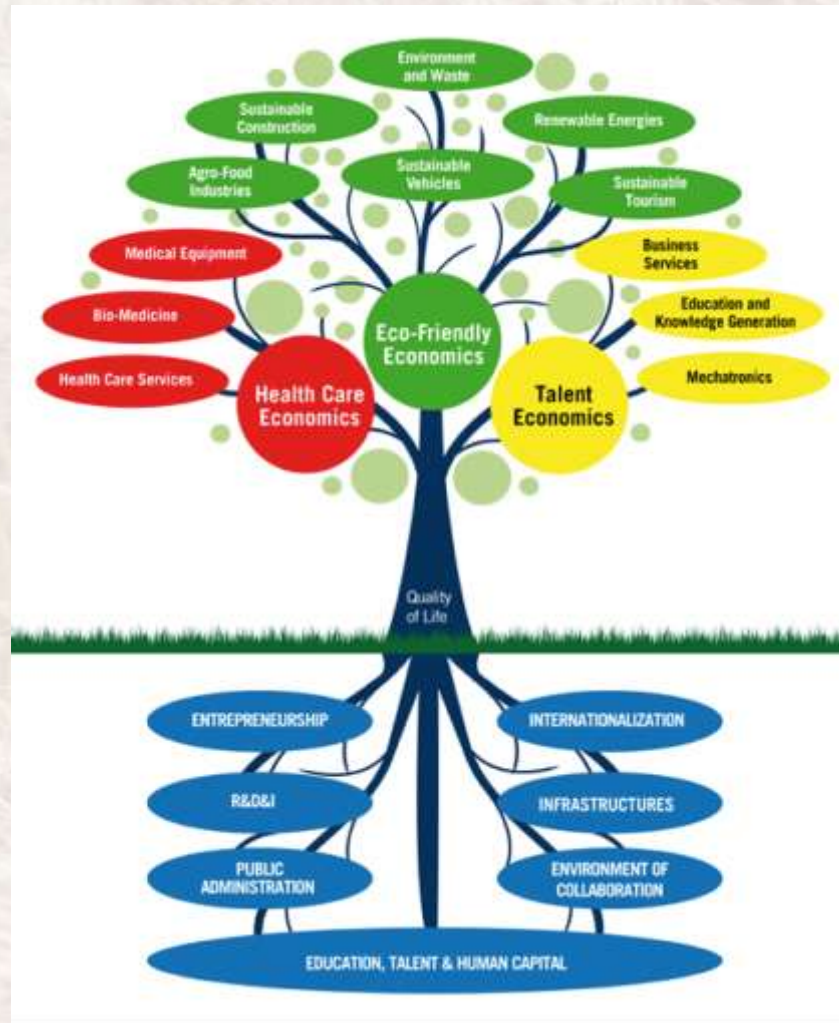 Environment
and Waste
Sustainable
Construction
Renewable Energies
Agro-Food
Industries
Sustainable
Vehicles
Sustainable
Tourism
Medical Equipment
Business
Services
Bio-Medicine
Education and
Knowledge Generation
Eco-Friendly
Economics
Health Care Services
Mechatronics
Health Care
Economics
Talent
Economics
Quality
of Life
ENTREPRENEURSHIP
INTERNATIONALIZATION
R&D&I
INFRASTRUCTURES
PUBLIC
ADMINISTRATION
ENVIRONMENT OF
COLLABORATION
EDUCATION, TALENT & HUMAN CAPITAL